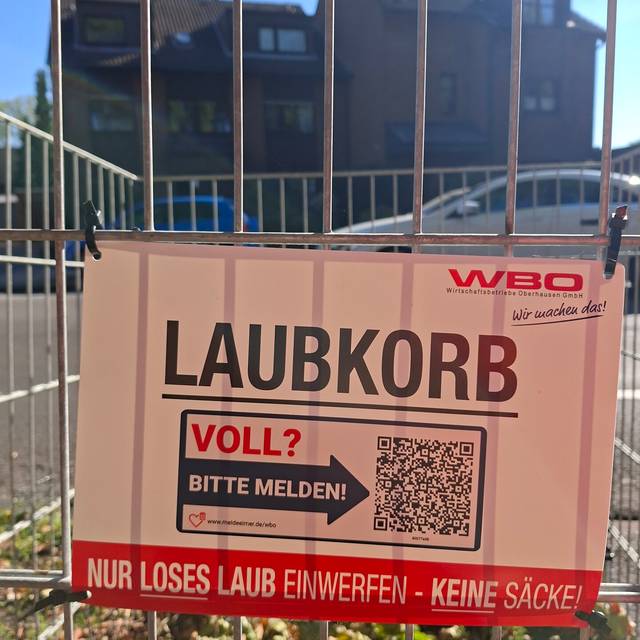 WBO
Wirtschaftsbetriebe Oberhausen GmbH
Wir machen das!
LAUBKORB
VOLL?
BITTE MELDEN!
www.meldeeimer.de/wbo
NUR LOSES LAUB EINWERFEN - KEINE SÄCKE!